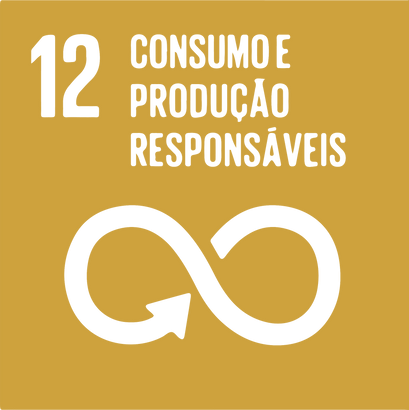 12
CONSUMO E
PRODUÇÃO
RESPONSÁVEIS